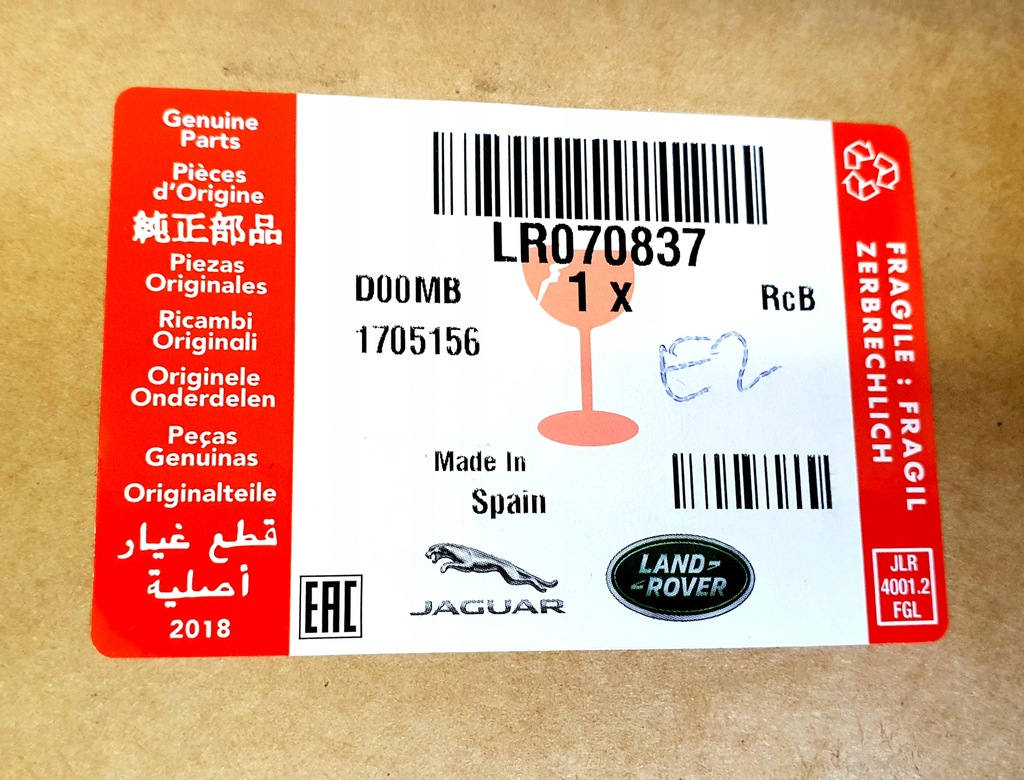 Genuine
Parts
Pièces
d'Origine
純正部品
Piezas
Originales
Ricambi
Originali
Originele
Onderdelen
Peças
Genuinas
Originalteile
قطع غيار
أصلية
2018
LR070837
1 x
D00MB
RcB
1705156
E2
Made In
Spain
EAC
JAGUAR
LAND-
-ROVER
FRAGILE : FRAGIL
ZERBRECHLICH
JLR
4001.2
FGL